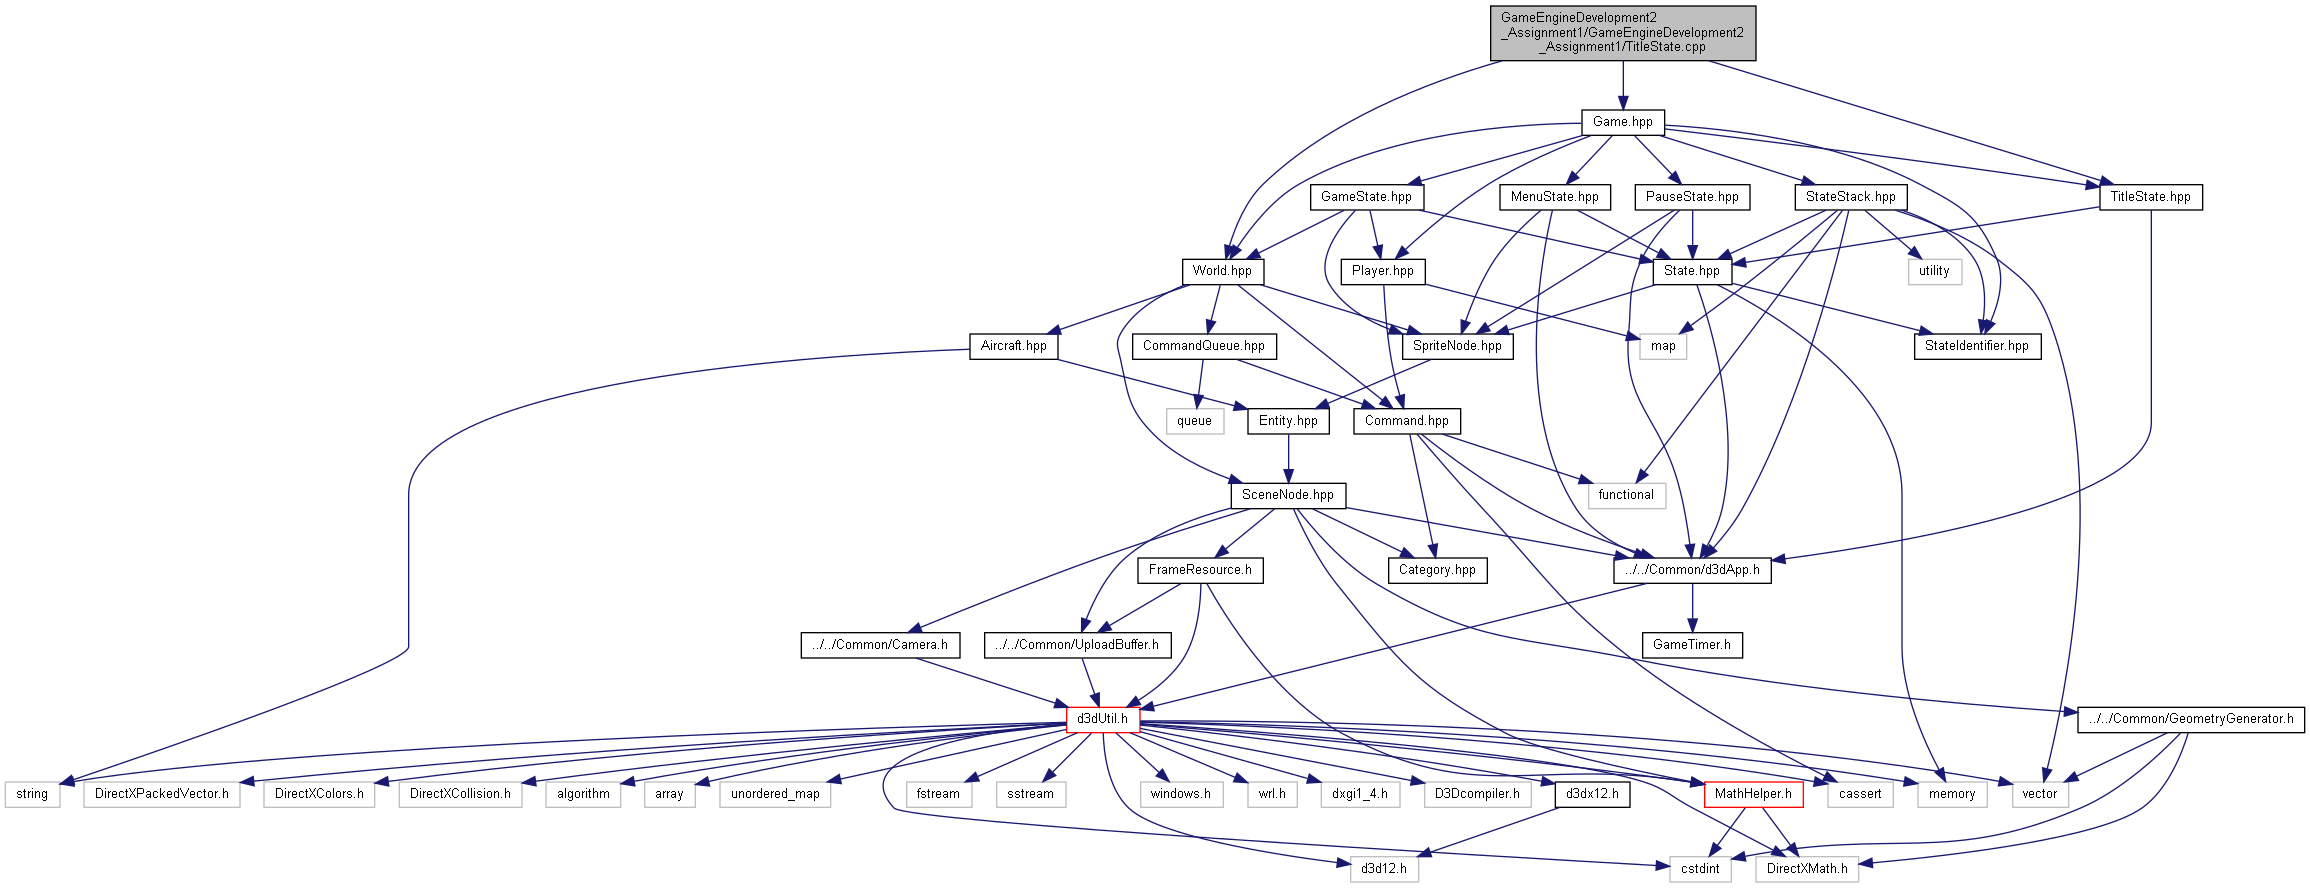 GameEngineDevelopment2
_Assignment1/GameEngineDevelopment2
_Assignment1/TitleState.cpp
Game.hpp
GameState.hpp
MenuState.hpp
PauseState.hpp
StateStack.hpp
TitleState.hpp
World.hpp
Player.hpp
State.hpp
utility
Aircraft.hpp
CommandQueue.hpp
SpriteNode.hpp
map
StateIdentifier.hpp
queue
Entity.hpp
Command.hpp
SceneNode.hpp
functional
FrameResource.h
Category.hpp
../../Common/d3dApp.h
../../Common/Camera.h
../../Common/UploadBuffer.h
GameTimer.h
d3dUtil.h
../../Common/GeometryGenerator.h
string
DirectXPackedVector.h
DirectXColors.h
DirectXCollision.h
algorithm
array
unordered_map
fstream
sstream
windows.h
wrl.h
dxgi1_4.h
D3Dcompiler.h
d3dx12.h
MathHelper.h
cassert
memory
vector
d3d12.h
cstdint
DirectXMath.h